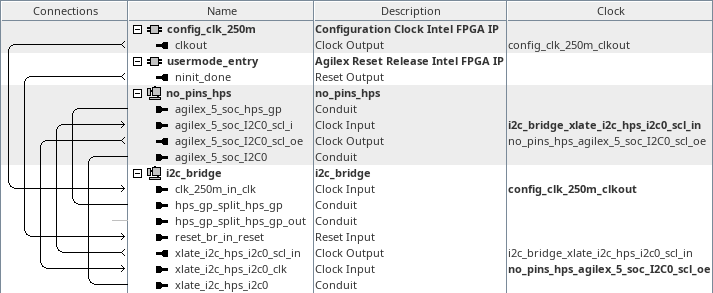 Connections Name Description Clock
config_clk_250m Configuration Clock Intel FPGA IP
clkout Clock Output config_clk_250m_clkout
usermode_entry Agilex Reset Release Intel FPGA IP
ninit_done Reset Output
no_pins_hps no_pins_hps
agilex_5_soc_hps_gp Conduit
agilex_5_soc_I2C0_scl_i Clock Input i2c_bridge_xlate_i2c_hps_i2c0_scl_in
agilex_5_soc_I2C0_scl_oe Clock Output no_pins_hps_agilex_5_soc_I2C0_scl_oe
agilex_5_soc_I2C0 Conduit
i2c_bridge i2c_bridge
clk_250m_in_clk Clock Input config_clk_250m_clkout
hps_gp_split_hps_gp Conduit
hps_gp_split_hps_gp_out Conduit
reset_br_in_reset Reset Input
xlate_i2c_hps_i2c0_scl_in Clock Output i2c_bridge_xlate_i2c_hps_i2c0_scl_in
xlate_i2c_hps_i2c0_clk Clock Input no_pins_hps_agilex_5_soc_I2C0_scl_oe
xlate_i2c_hps_i2c0 Conduit